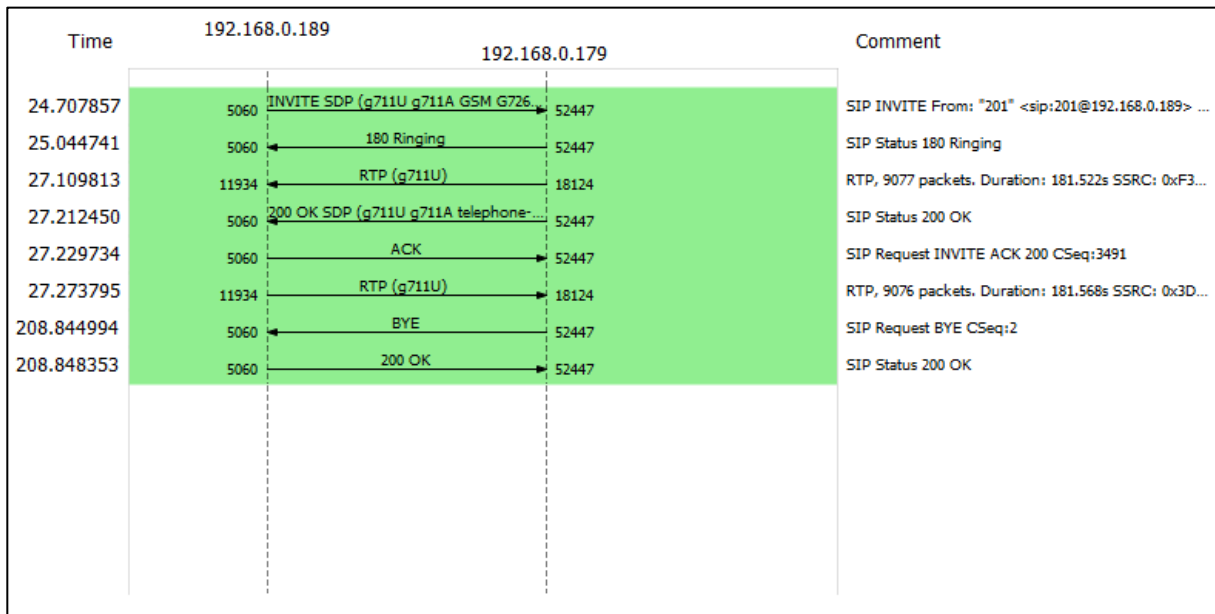 Time 192.168.0.189 192.168.0.179 Comment
24.707857 5060 INVITE SDP (g711U g711A GSM G726... 52447 SIP INVITE From: "201" <sip:201@192.168.0.189> ...
25.044741 5060 180 Ringing 52447 SIP Status 180 Ringing
27.109813 11934 RTP (g711U) 18124 RTP, 9077 packets. Duration: 181.522s SSRC: 0xF3...
27.212450 5060 200 OK SDP (g711U g711A telephone-... 52447 SIP Status 200 OK
27.229734 5060 ACK 52447 SIP Request INVITE ACK 200 CSeq:3491
27.273795 11934 RTP (g711U) 18124 RTP, 9076 packets. Duration: 181.568s SSRC: 0x3D...
208.844994 5060 BYE 52447 SIP Request BYE CSeq:2
208.848353 5060 200 OK 52447 SIP Status 200 OK